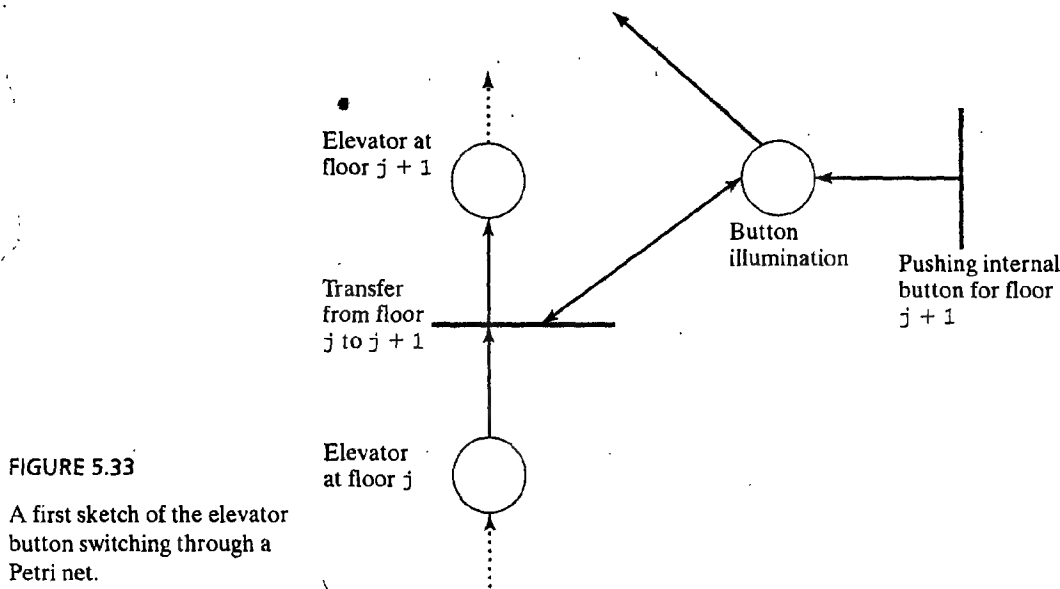 Elevator at
floor j + 1
Button
illumination
Pushing internal
button for floor
j + 1
Transfer
from floor
j to j + 1
Elevator
at floor j
FIGURE 5.33
A first sketch of the elevator
button switching through a
Petri net.